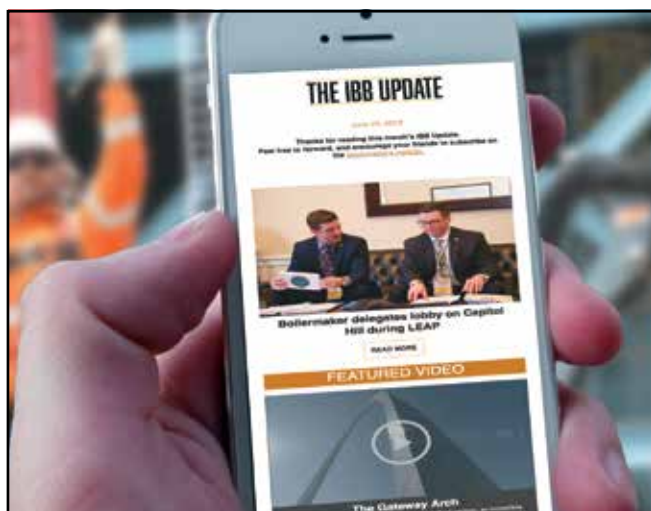 THE IBB UPDATE
Thanks for reading this month's IBB Update.
Feel free to forward, and encourage your friends to subscribe on
the
Boilermaker delegates lobby on Capitol
Hill during LEAP
READ MORE
FEATURED VIDEO
The Gateway Arch